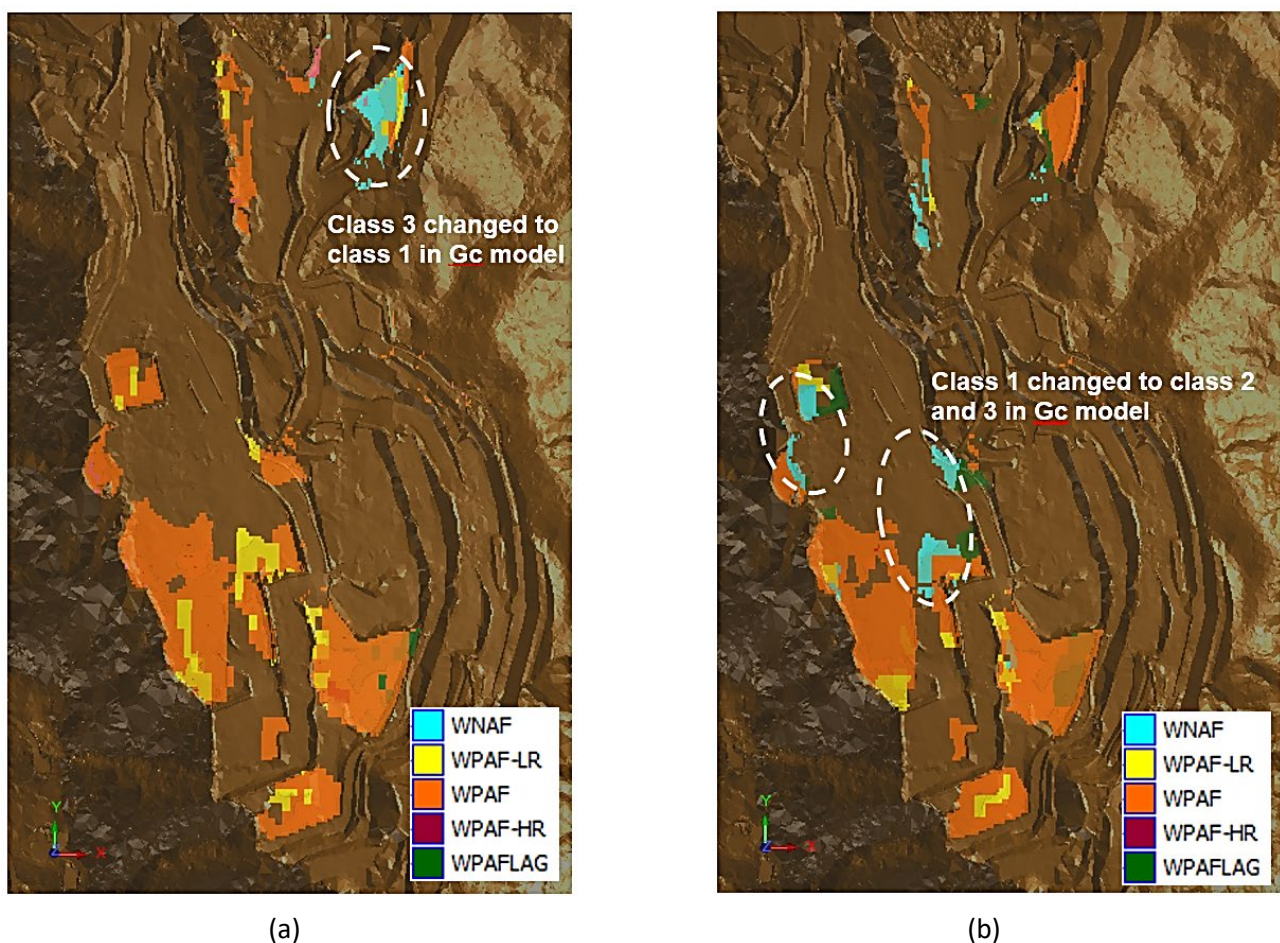 Class 3 changed to
class 1 in Gc model
WNAF
WPAF-LR
WPAF
WPAF-HR
WPAFLAG
Y
Z
X
(a)
Class 1 changed to class 2
and 3 in Gc model
WNAF
WPAF-LR
WPAF
WPAF-HR
WPAFLAG
Y
Z
X
(b)